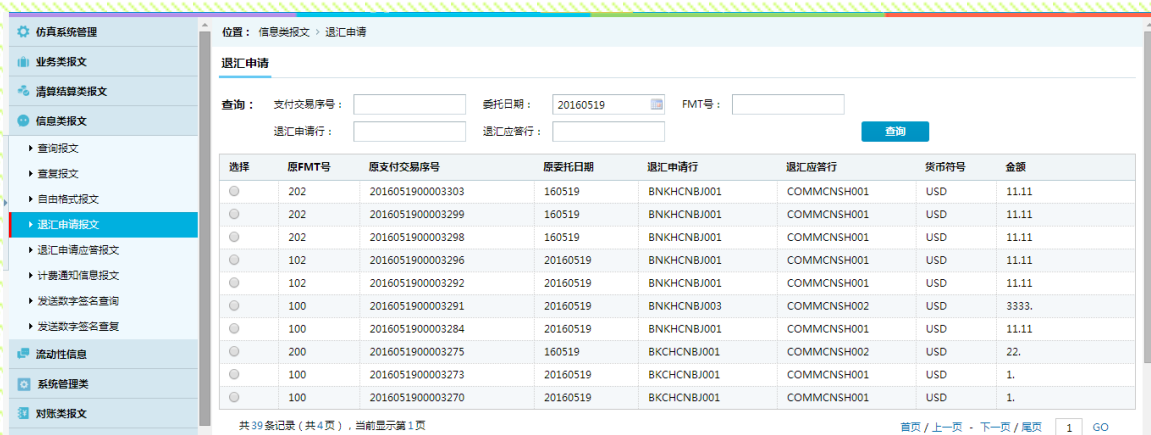 仿真系统管理
业务类报文
清算结算类报文
信息类报文
查询报文
查复报文
自由格式报文
退汇申请报文
退汇申请应答报文
计费通知信息报文
发送数字签名查询
发送数字签名查复
流动性信息
系统管理类
对账类报文
位置： 信息类报文 > 退汇申请
退汇申请
查询： 支付交易序号： 委托日期： 20160519 FMT号：
退汇申请行： 退汇应答行： 查询
选择 原FMT号 原支付交易序号 原委托日期 退汇申请行 退汇应答行 货币符号 金额
202 2016051900003303 160519 BNKHCNBJ001 COMMCNSH001 USD 11.11
202 2016051900003299 160519 BNKHCNBJ001 COMMCNSH001 USD 11.11
202 2016051900003298 160519 BNKHCNBJ001 COMMCNSH001 USD 11.11
102 2016051900003296 20160519 BNKHCNBJ001 COMMCNSH001 USD 11.11
102 2016051900003292 20160519 BNKHCNBJ001 COMMCNSH001 USD 11.11
100 2016051900003291 20160519 BNKHCNBJ003 COMMCNSH002 USD 3333.
100 2016051900003284 20160519 BNKHCNBJ001 COMMCNSH001 USD 11.11
200 2016051900003275 160519 BKCHCNBJ001 COMMCNSH002 USD 22.
100 2016051900003273 20160519 BKCHCNBJ001 COMMCNSH001 USD 1.
100 2016051900003270 20160519 BKCHCNBJ001 COMMCNSH001 USD 1.
共39条记录（共4页），当前显示第1页 首页 / 上一页 - 下一页 / 尾页 1 GO